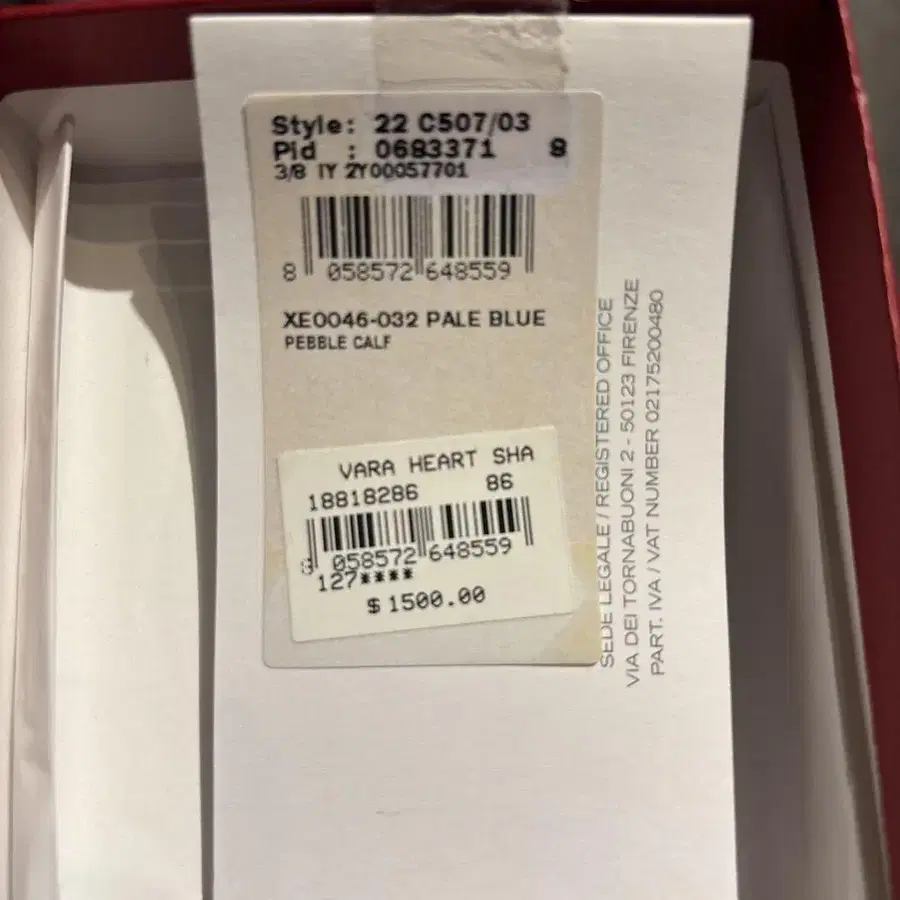 Style: 22 C507/03
Pid : 0683371 8
3/8 IY 2Y00057701
8 058572 648559
XE0046-032 PALE BLUE
PEBBLE CALF
VARA HEART SHA
18818286 86
8 058572 648559
127****
$ 1500.00
SEDE LEGALE / REGISTERED OFFICE
VIA DEI TORNABUONI 2 - 50123 FIRENZE
PART. IVA / VAT NUMBER 02175200480